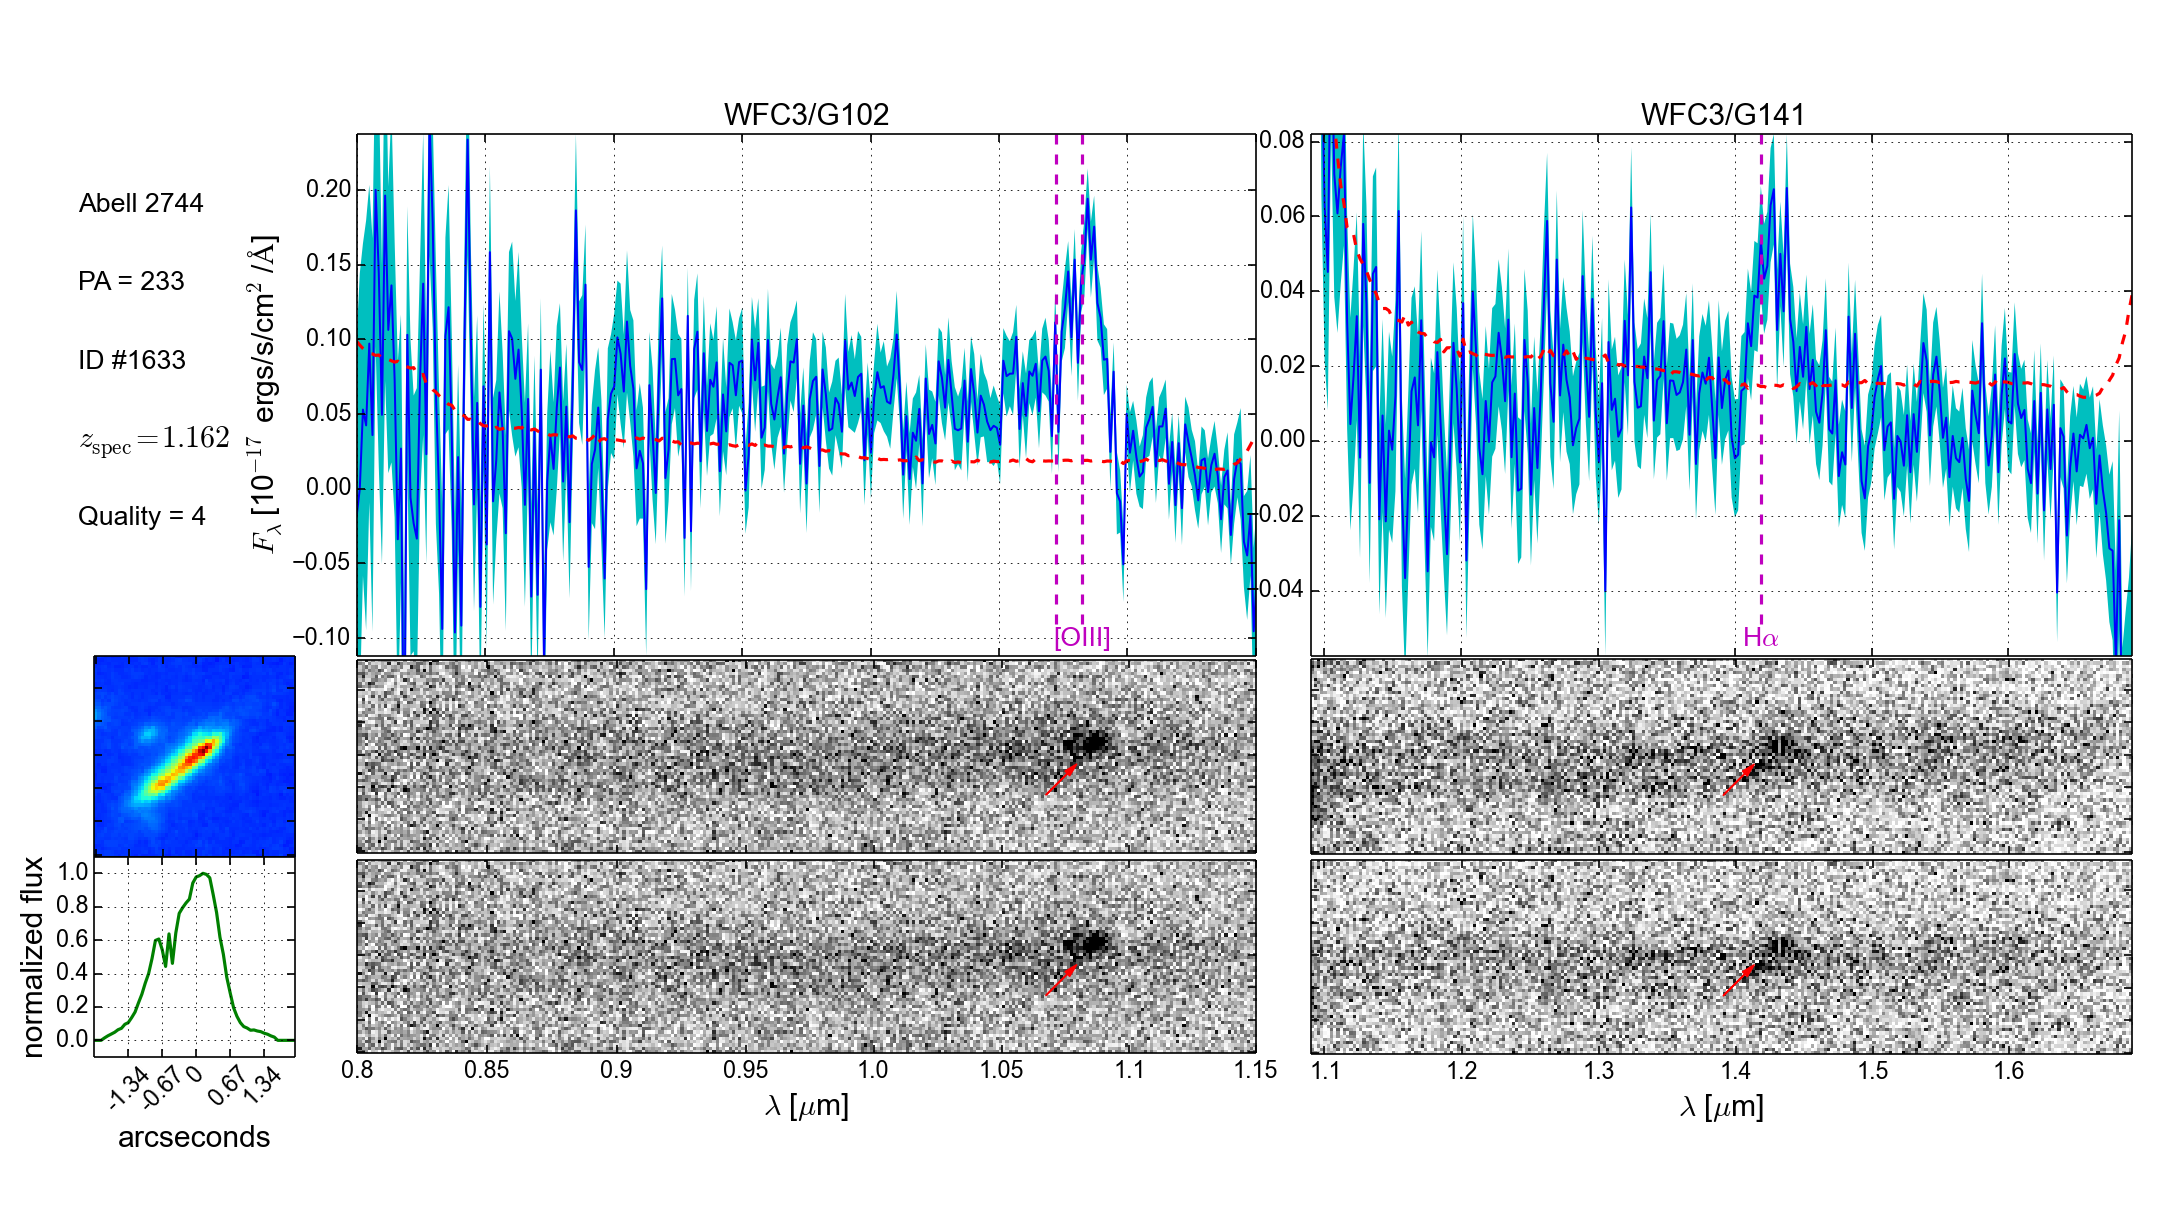 WFC3/G102
WFC3/G141
Abell 2744
PA = 233
ID #1633
z_spec = 1.162
Quality = 4
F_λ [10^−17 ergs/s/cm^2 /Å]
0.20
0.15
0.10
0.05
0.00
−0.05
−0.10
0.08
0.06
0.04
0.02
0.00
0.02
0.04
[OIII]
Hα
normalized flux
1.0
0.8
0.6
0.4
0.2
0.0
-1.34 -0.67 0 0.67 1.34
arcseconds
0.8 0.85 0.9 0.95 1.0 1.05 1.1 1.15
λ [μm]
1.1 1.2 1.3 1.4 1.5 1.6
λ [μm]